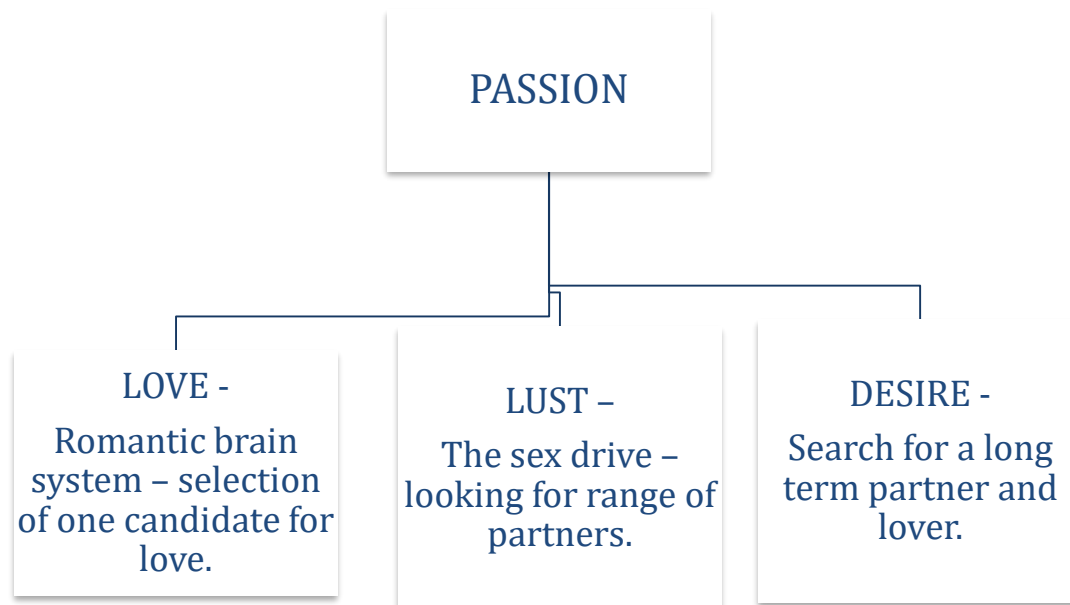 PASSION
LOVE -
Romantic brain
system – selection
of one candidate for
love.
LUST –
The sex drive –
looking for range of
partners.
DESIRE -
Search for a long
term partner and
lover.